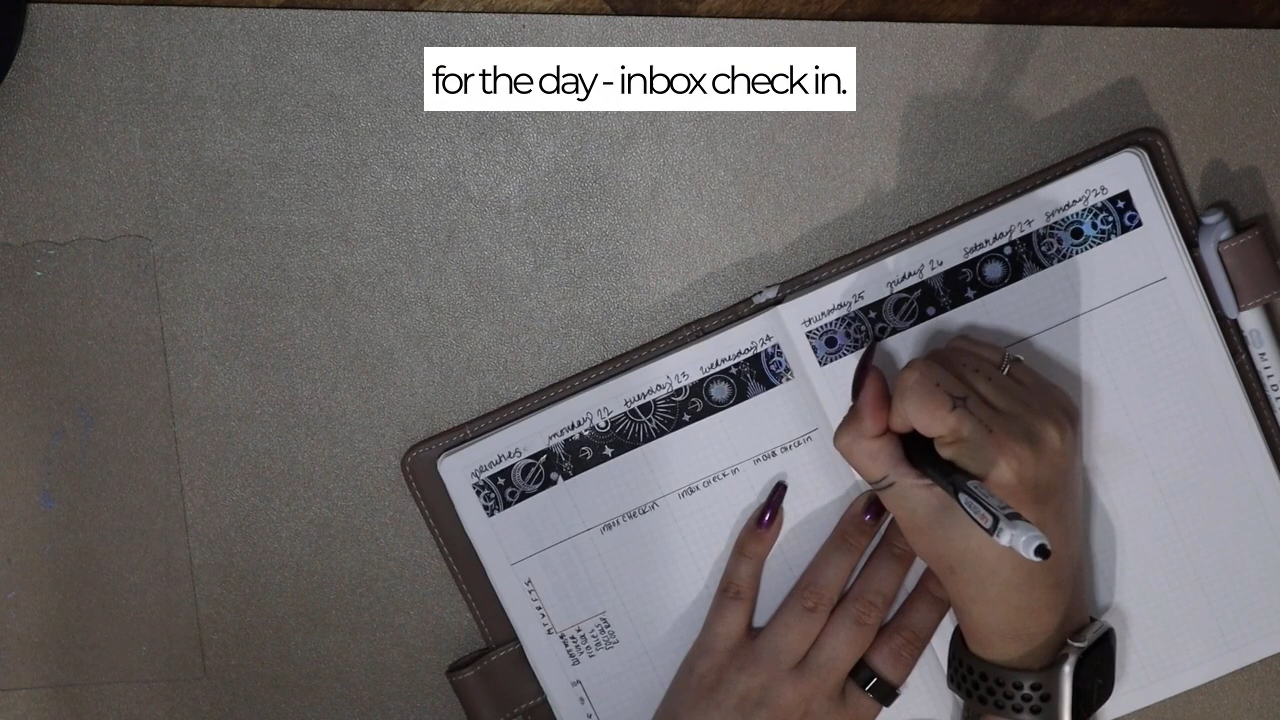 for the day - inbox check in.
monday 22
tuesday 23
wednesday 24
thursday 25
friday 26
saturday 27
sunday 28
INBOX CHECK IN
INBOX CHECK IN
INBOX CHECK IN
M T W R F S S
WILD